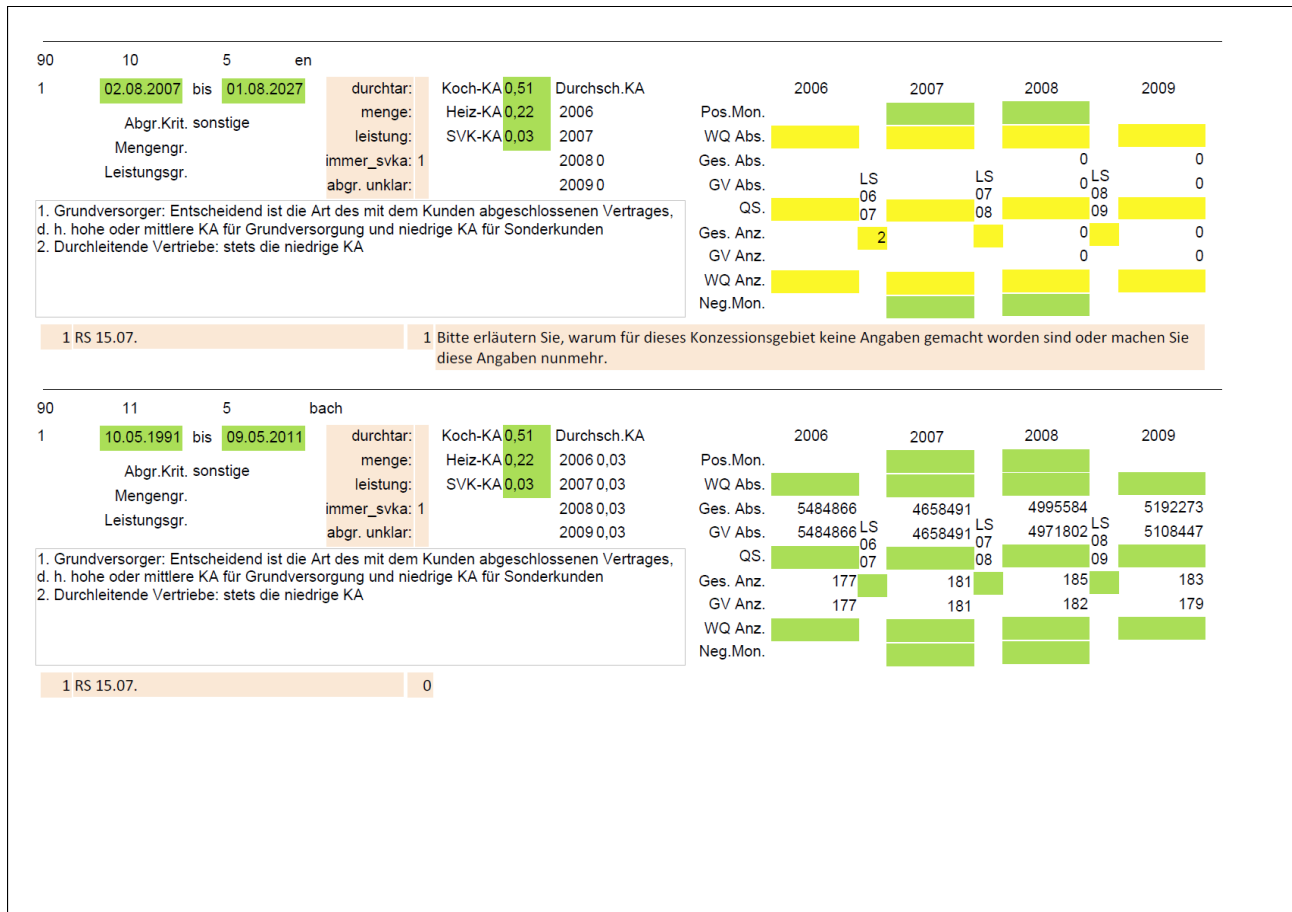 90 10 5 en
1 02.08.2007 bis 01.08.2027 durchtar: Koch-KA 0,51 Durchsch.KA 2006 2007 2008 2009
menge: Heiz-KA 0,22 2006 Pos.Mon.
Abgr.Krit. sonstige
leistung: SVK-KA 0,03 2007 WQ Abs.
Mengengr.
immer_svka: 1 2008 0 Ges. Abs. 0 0
Leistungsgr.
abgr. unklar: 2009 0 GV Abs. LS 06 07 LS 07 08 0 LS 08 09 0
QS.
1. Grundversorger: Entscheidend ist die Art des mit dem Kunden abgeschlossenen Vertrages,
d. h. hohe oder mittlere KA für Grundversorgung und niedrige KA für Sonderkunden
2. Durchleitende Vertriebe: stets die niedrige KA
Ges. Anz. 2 0 0
GV Anz. 0 0
WQ Anz.
Neg.Mon.
1 RS 15.07. 1 Bitte erläutern Sie, warum für dieses Konzessionsgebiet keine Angaben gemacht worden sind oder machen Sie
diese Angaben nunmehr.
90 11 5 bach
1 10.05.1991 bis 09.05.2011 durchtar: Koch-KA 0,51 Durchsch.KA 2006 2007 2008 2009
menge: Heiz-KA 0,22 2006 0,03 Pos.Mon.
Abgr.Krit. sonstige
leistung: SVK-KA 0,03 2007 0,03 WQ Abs.
Mengengr.
immer_svka: 1 2008 0,03 Ges. Abs. 5484866 4658491 4995584 5192273
Leistungsgr.
abgr. unklar: 2009 0,03 GV Abs. 5484866 LS 06 07 4658491 LS 07 08 4971802 LS 08 09 5108447
QS.
1. Grundversorger: Entscheidend ist die Art des mit dem Kunden abgeschlossenen Vertrages,
d. h. hohe oder mittlere KA für Grundversorgung und niedrige KA für Sonderkunden
2. Durchleitende Vertriebe: stets die niedrige KA
Ges. Anz. 177 181 185 183
GV Anz. 177 181 182 179
WQ Anz.
Neg.Mon.
1 RS 15.07. 0